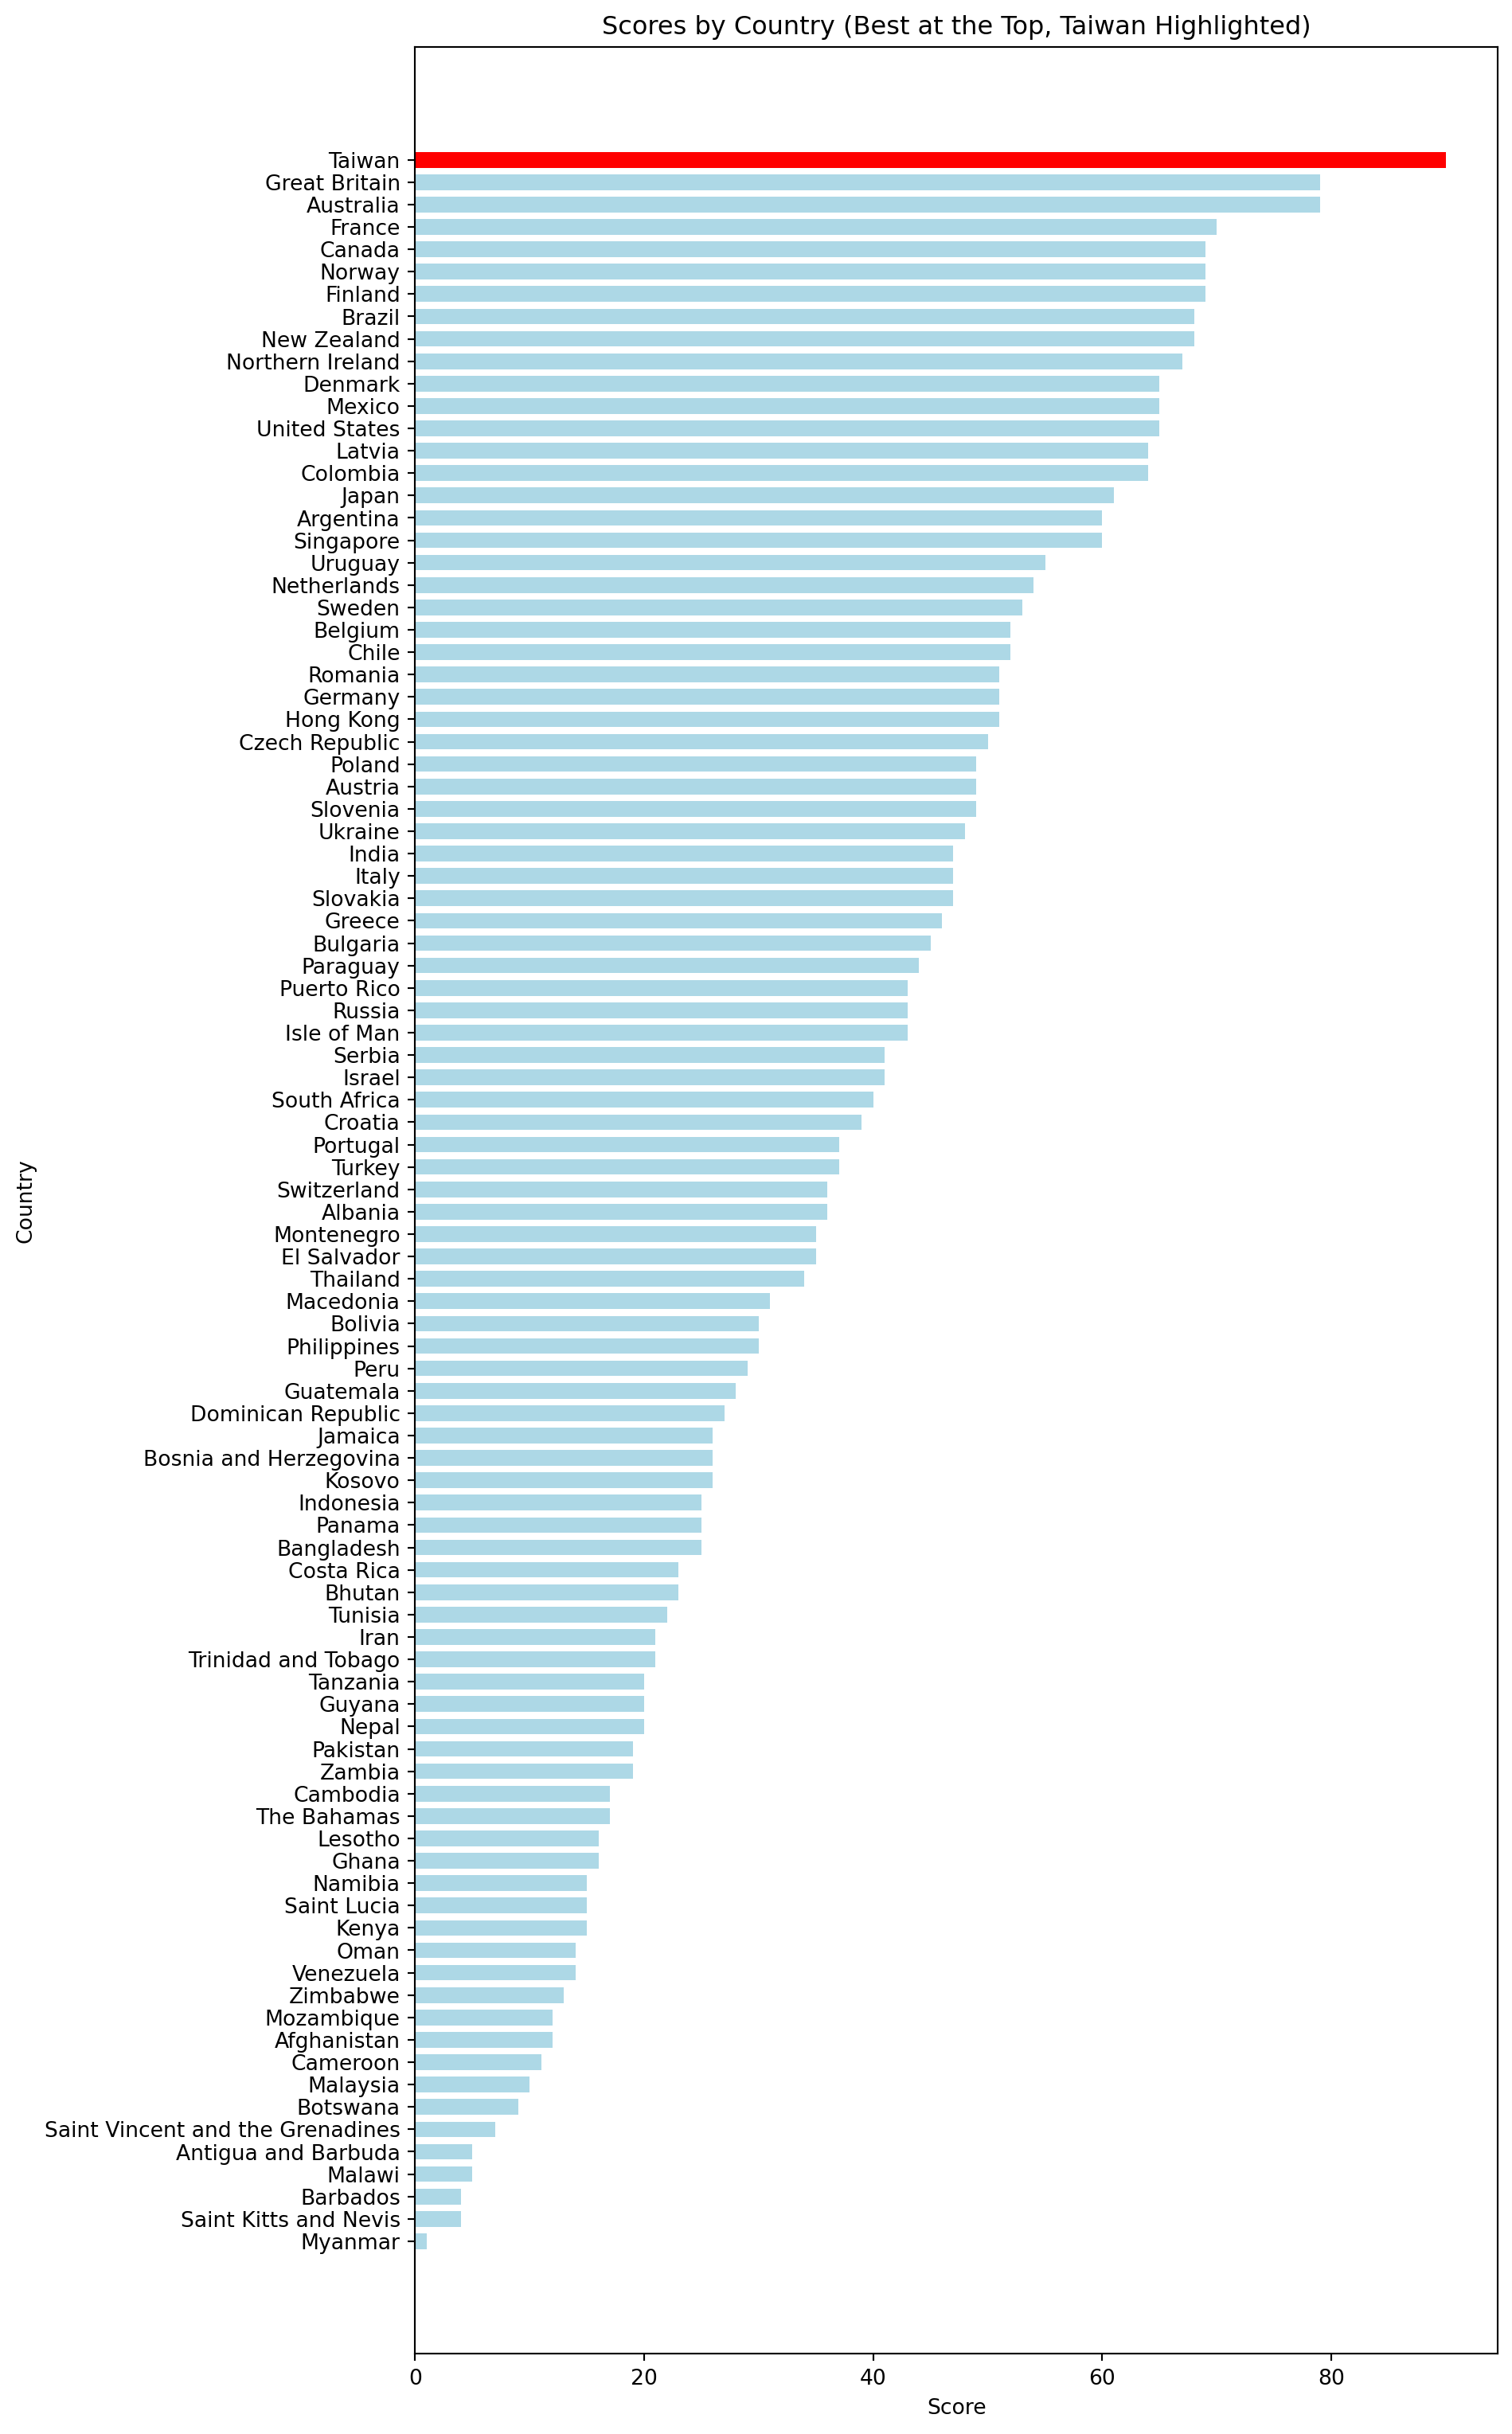 Scores by Country (Best at the Top, Taiwan Highlighted)
Taiwan
Great Britain
Australia
France
Canada
Norway
Finland
Brazil
New Zealand
Northern Ireland
Denmark
Mexico
United States
Latvia
Colombia
Japan
Argentina
Singapore
Uruguay
Netherlands
Sweden
Belgium
Chile
Romania
Germany
Hong Kong
Czech Republic
Poland
Austria
Slovenia
Ukraine
India
Italy
Slovakia
Greece
Bulgaria
Paraguay
Puerto Rico
Russia
Isle of Man
Serbia
Israel
South Africa
Croatia
Portugal
Turkey
Switzerland
Albania
Montenegro
El Salvador
Thailand
Macedonia
Bolivia
Philippines
Peru
Guatemala
Dominican Republic
Jamaica
Bosnia and Herzegovina
Kosovo
Indonesia
Panama
Bangladesh
Costa Rica
Bhutan
Tunisia
Iran
Trinidad and Tobago
Tanzania
Guyana
Nepal
Pakistan
Zambia
Cambodia
The Bahamas
Lesotho
Ghana
Namibia
Saint Lucia
Kenya
Oman
Venezuela
Zimbabwe
Mozambique
Afghanistan
Cameroon
Malaysia
Botswana
Saint Vincent and the Grenadines
Antigua and Barbuda
Malawi
Barbados
Saint Kitts and Nevis
Myanmar
Country
0 20 40 60 80
Score